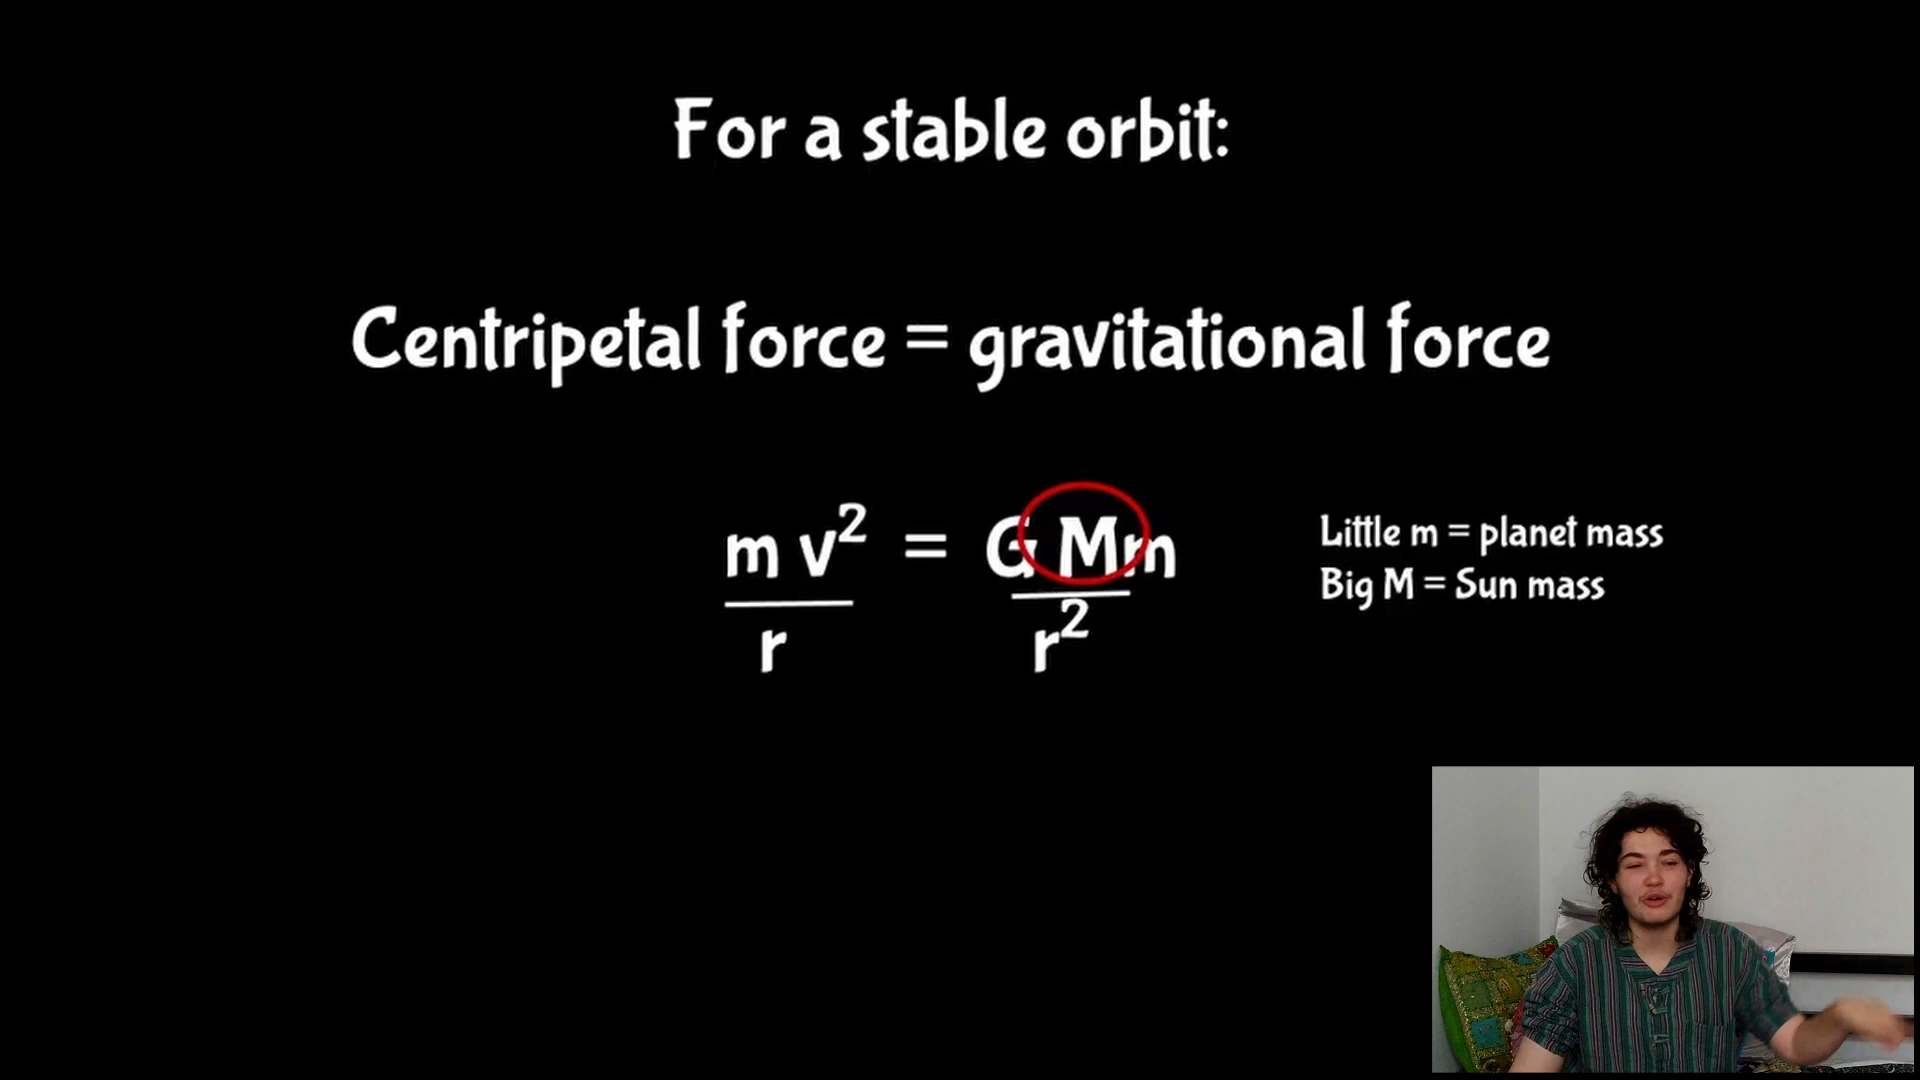 For a stable orbit:
Centripetal force = gravitational force
m v² = G Mm
r r²
Little m = planet mass
Big M = Sun mass